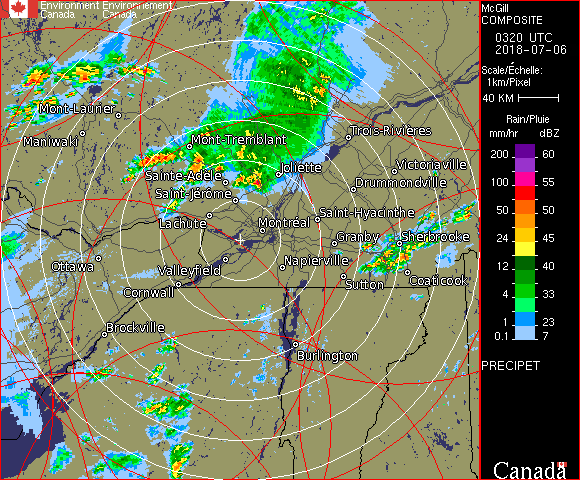 Environment Environnement
Canada Canada
McGill
COMPOSITE
0320 UTC
2018-07-06
Scale/Échelle:
1km/Pixel
40 KM
Rain/Pluie
mm/hr dBZ
200 60
100 55
50 50
24 45
12 40
4 33
1 23
0.1 7
PRECIPET
Canada
Mont-Laurier
Maniwaki
Mont-Tremblant
Trois-Rivières
Joliette
Victoriaville
Sainte-Adèle
Drummondville
Saint-Jérôme
Lachute
Saint-Hyacinthe
Montréal
Granby
Sherbrooke
Ottawa
Valleyfield
Napierville
Coaticook
Sutton
Cornwall
Brockville
Burlington